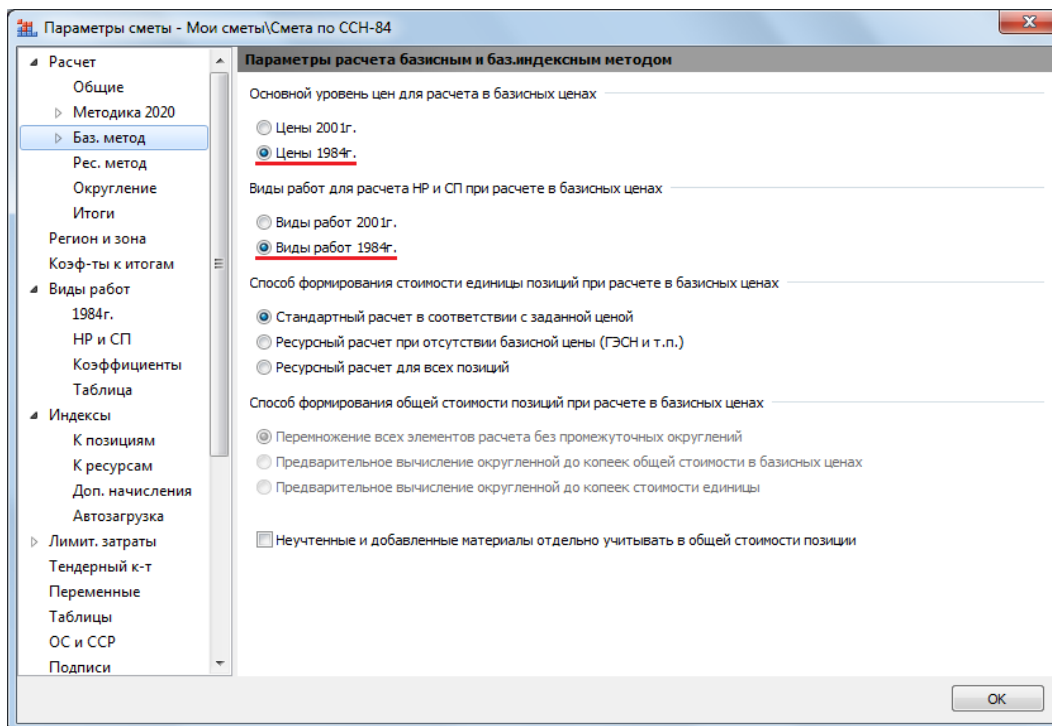 Параметры сметы - Мои сметы\Смета по ССН-84
Расчет
Общие
Методика 2020
Баз. метод
Рес. метод
Округление
Итоги
Регион и зона
Коэф-ты к итогам
Виды работ
1984г.
НР и СП
Коэффициенты
Таблица
Индексы
К позициям
К ресурсам
Доп. начисления
Автозагрузка
Лимит. затраты
Тендерный к-т
Переменные
Таблицы
ОС и ССР
Подписи
Параметры расчета базисным и баз.индексным методом
Основной уровень цен для расчета в базисных ценах
Цены 2001г.
Цены 1984г.
Виды работ для расчета НР и СП при расчете в базисных ценах
Виды работ 2001г.
Виды работ 1984г.
Способ формирования стоимости единицы позиций при расчете в базисных ценах
Стандартный расчет в соответствии с заданной ценой
Ресурсный расчет при отсутствии базисной цены (ГЭСН и т.п.)
Ресурсный расчет для всех позиций
Способ формирования общей стоимости позиций при расчете в базисных ценах
Перемножение всех элементов расчета без промежуточных округлений
Предварительное вычисление округленной до копеек общей стоимости в базисных ценах
Предварительное вычисление округленной до копеек стоимости единицы
Неучтенные и добавленные материалы отдельно учитывать в общей стоимости позиции
OK